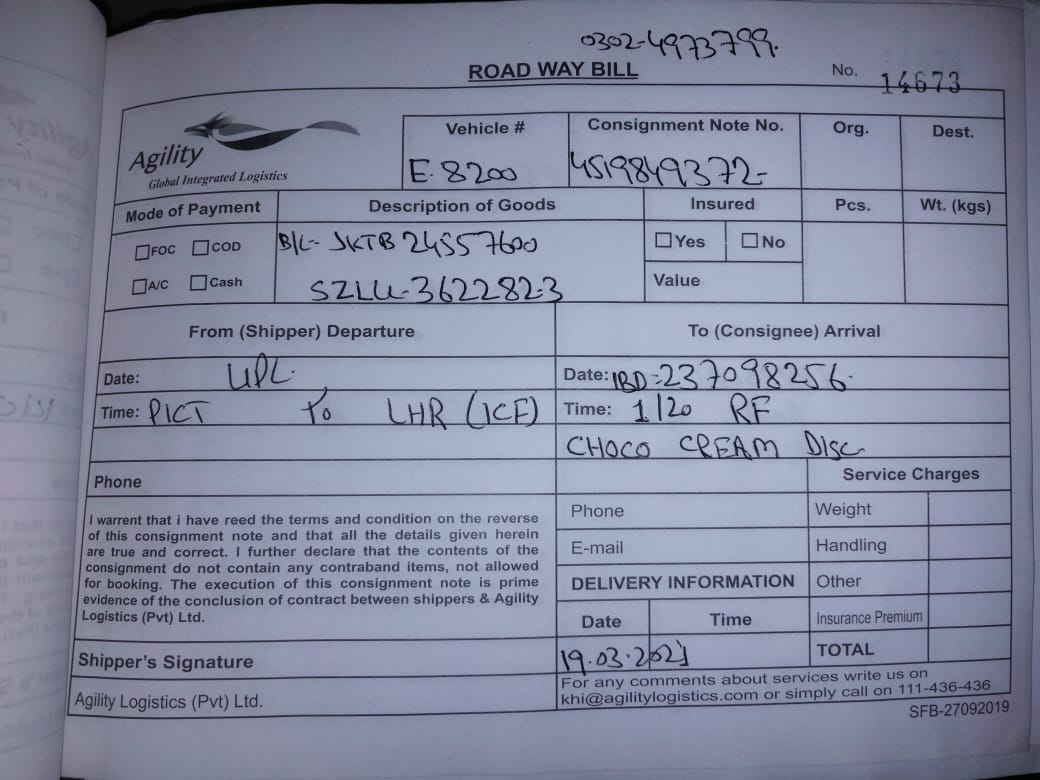 0302-4973799.
ROAD WAY BILL
No. 14673
Agility
Global Integrated Logistics
Vehicle #
Consignment Note No.
Org.
Dest.
E.8200
4519849372-
Mode of Payment
Description of Goods
Insured
Pcs.
Wt. (kgs)
FOC COD
B/L- JKTB 24557600
Yes No
A/C Cash
SZLU-362282-3
Value
From (Shipper) Departure
To (Consignee) Arrival
Date: UPL.
Date: IBD=237098256.
Time: PICT To LHR (ICF)
Time: 1/20 RF
CHOCO CREAM DISC.
Phone
Service Charges
I warrent that i have reed the terms and condition on the reverse
of this consignment note and that all the details given herein
are true and correct. I further declare that the contents of the
consignment do not contain any contraband items, not allowed
for booking. The execution of this consignment note is prime
evidence of the conclusion of contract between shippers & Agility
Logistics (Pvt) Ltd.
Phone
Weight
E-mail
Handling
DELIVERY INFORMATION
Other
Date Time
Insurance Premium
19.03.2021
TOTAL
Shipper's Signature
Agility Logistics (Pvt) Ltd.
For any comments about services write us on
khi@agilitylogistics.com or simply call on 111-436-436
SFB-27092019